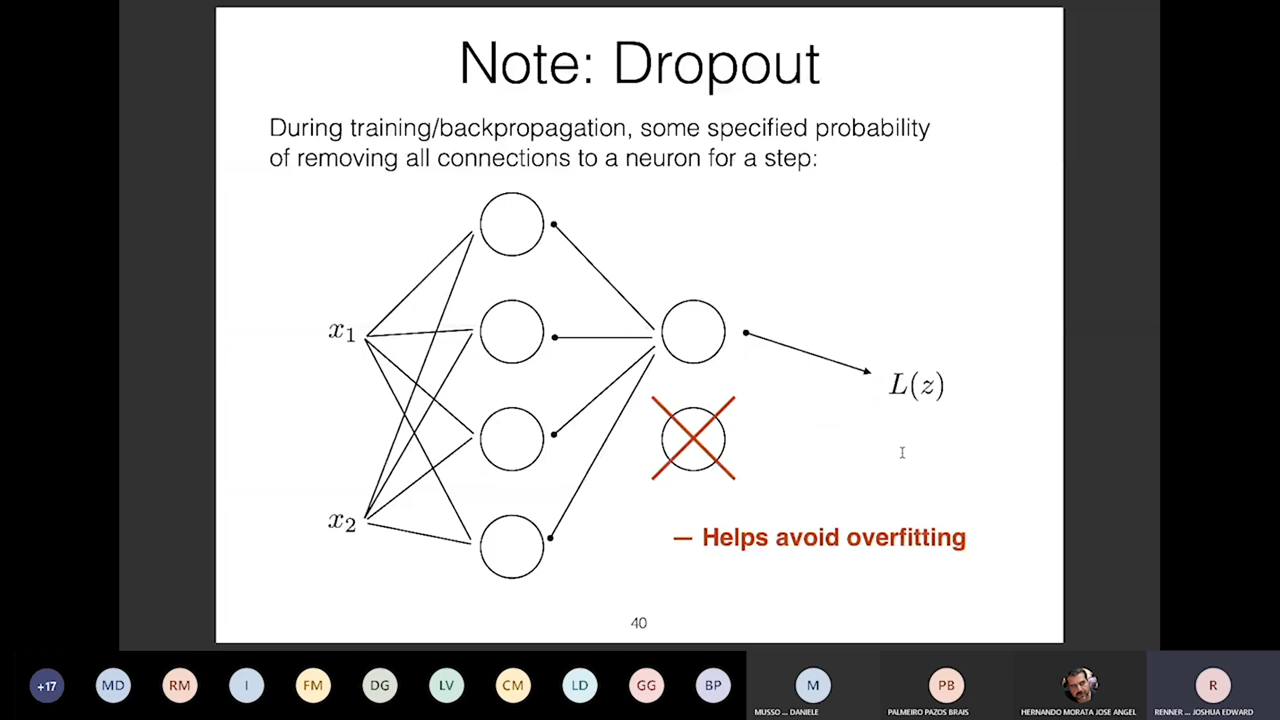 Note: Dropout
During training/backpropagation, some specified probability
of removing all connections to a neuron for a step:
x1
L(z)
x2
— Helps avoid overfitting
40
+17 MD RM I FM DG LV CM LD GG BP M PB R
MUSSO ... DANIELE PALMEIRO PAZOS BRAIS HERNANDO MORATA JOSE ANGEL RENNER ... JOSHUA EDWARD